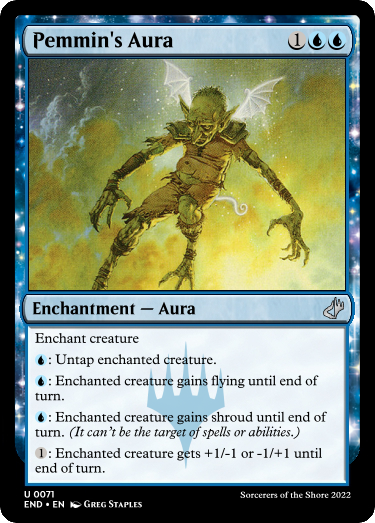 Pemmin's Aura 1
Enchantment — Aura
Enchant creature
: Untap enchanted creature.
: Enchanted creature gains flying until end of
turn.
: Enchanted creature gains shroud until end of
turn. (It can't be the target of spells or abilities.)
1: Enchanted creature gets +1/-1 or -1/+1 until
end of turn.
U 0071
END • EN Greg Staples
Sorcerers of the Shore 2022